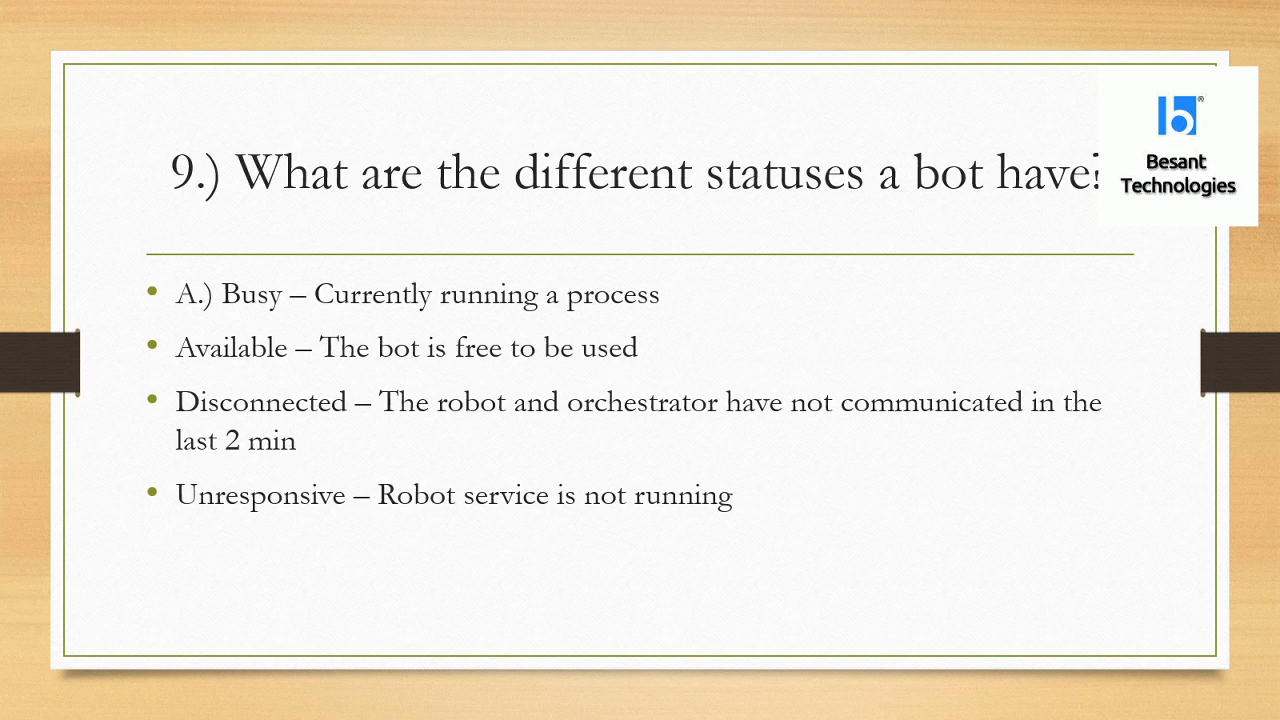 9.) What are the different statuses a bot have?
b®
Besant
Technologies
• A.) Busy – Currently running a process
• Available – The bot is free to be used
• Disconnected – The robot and orchestrator have not communicated in the
last 2 min
• Unresponsive – Robot service is not running